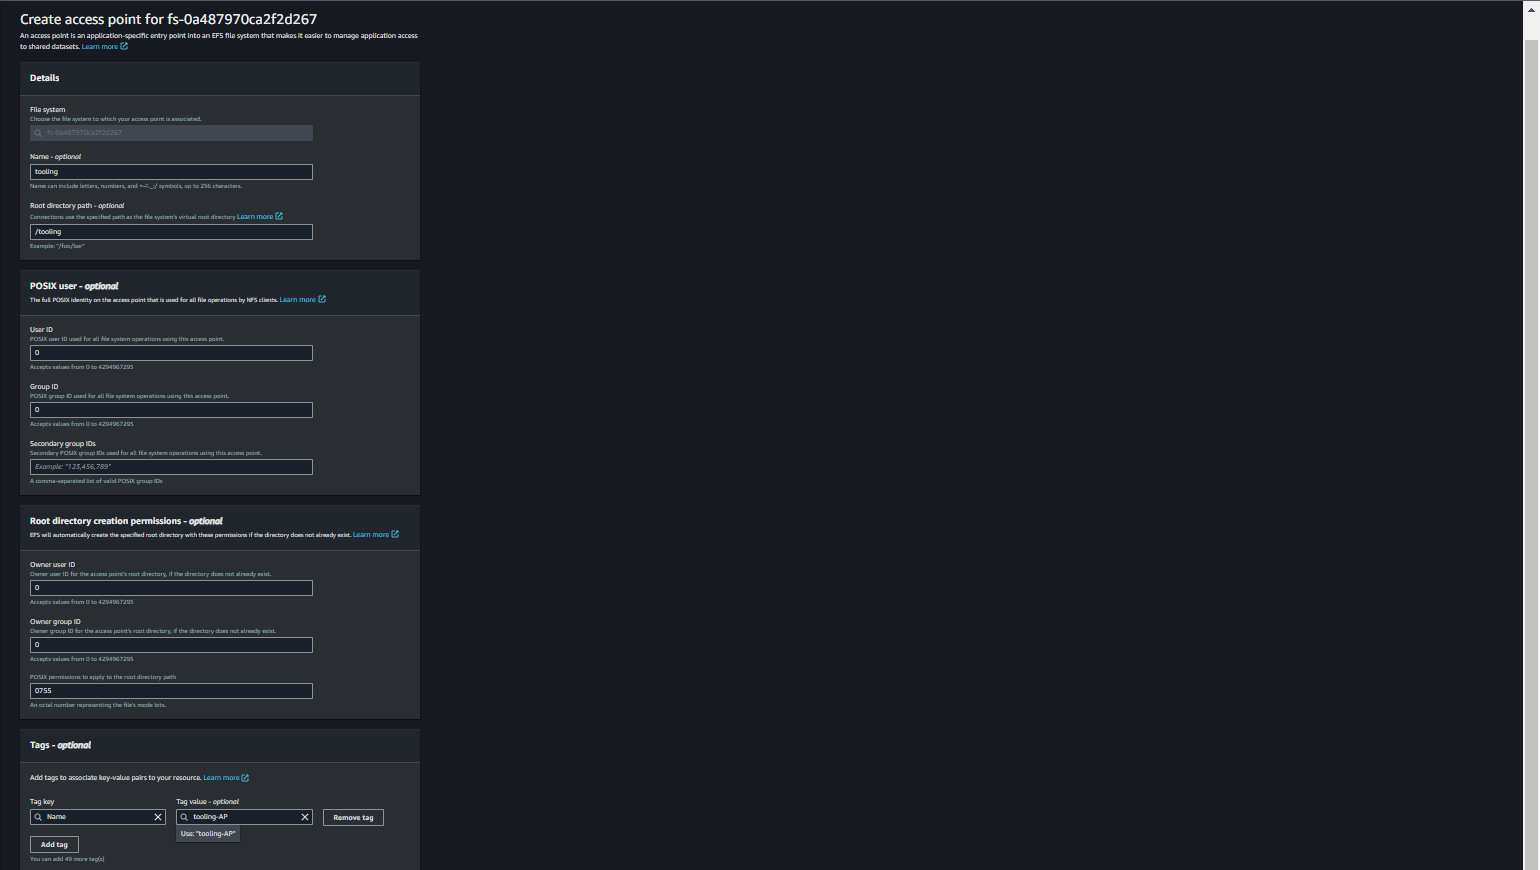 Create access point for fs-0a487970ca2f2d267
An access point is an application-specific entry point into an EFS file system that makes it easier to manage application access
to shared datasets. Learn more
Details
File system
Choose the file system to which your access point is associated.
fs-0a487970ca2f2d267
Name - optional
tooling
Name can include letters, numbers, and +-=._:/ symbols, up to 256 characters.
Root directory path - optional
Connections use the specified path as the file system's virtual root directory Learn more
/tooling
Example: "/foo/bar"
POSIX user - optional
The full POSIX identity on the access point that is used for all file operations by NFS clients. Learn more
User ID
POSIX user ID used for all file system operations using this access point.
0
Accepts values from 0 to 4294967295
Group ID
POSIX group ID used for all file system operations using this access point.
0
Accepts values from 0 to 4294967295
Secondary group IDs
Secondary POSIX group IDs used for all file system operations using this access point.
Example: "123,456,789"
A comma-separated list of valid POSIX group IDs
Root directory creation permissions - optional
EFS will automatically create the specified root directory with these permissions if the directory does not already exist. Learn more
Owner user ID
Owner user ID for the access point's root directory, if the directory does not already exist.
0
Accepts values from 0 to 4294967295
Owner group ID
Owner group ID for the access point's root directory, if the directory does not already exist.
0
Accepts values from 0 to 4294967295
POSIX permissions to apply to the root directory path
0755
An octal number representing the file's mode bits.
Tags - optional
Add tags to associate key-value pairs to your resource. Learn more
Tag key Tag value - optional
Name tooling-AP Remove tag
Use: "tooling-AP"
Add tag
You can add 49 more tag(s)